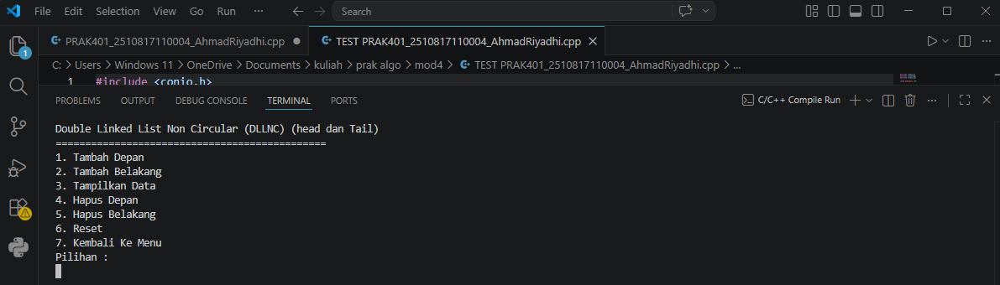 File Edit Selection View Go Run ··· Search
PRAK401_2510817110004_AhmadRiyadhi.cpp TEST PRAK401_2510817110004_AhmadRiyadhi.cpp
C: > Users > Windows 11 > OneDrive > Documents > kuliah > prak algo > mod4 > TEST PRAK401_2510817110004_AhmadRiyadhi.cpp > ...
1 #include <conio.h>
PROBLEMS OUTPUT DEBUG CONSOLE TERMINAL PORTS C/C++ Compile Run
Double Linked List Non Circular (DLLNC) (head dan Tail)
==============================================
1. Tambah Depan
2. Tambah Belakang
3. Tampilkan Data
4. Hapus Depan
5. Hapus Belakang
6. Reset
7. Kembali Ke Menu
Pilihan :
1